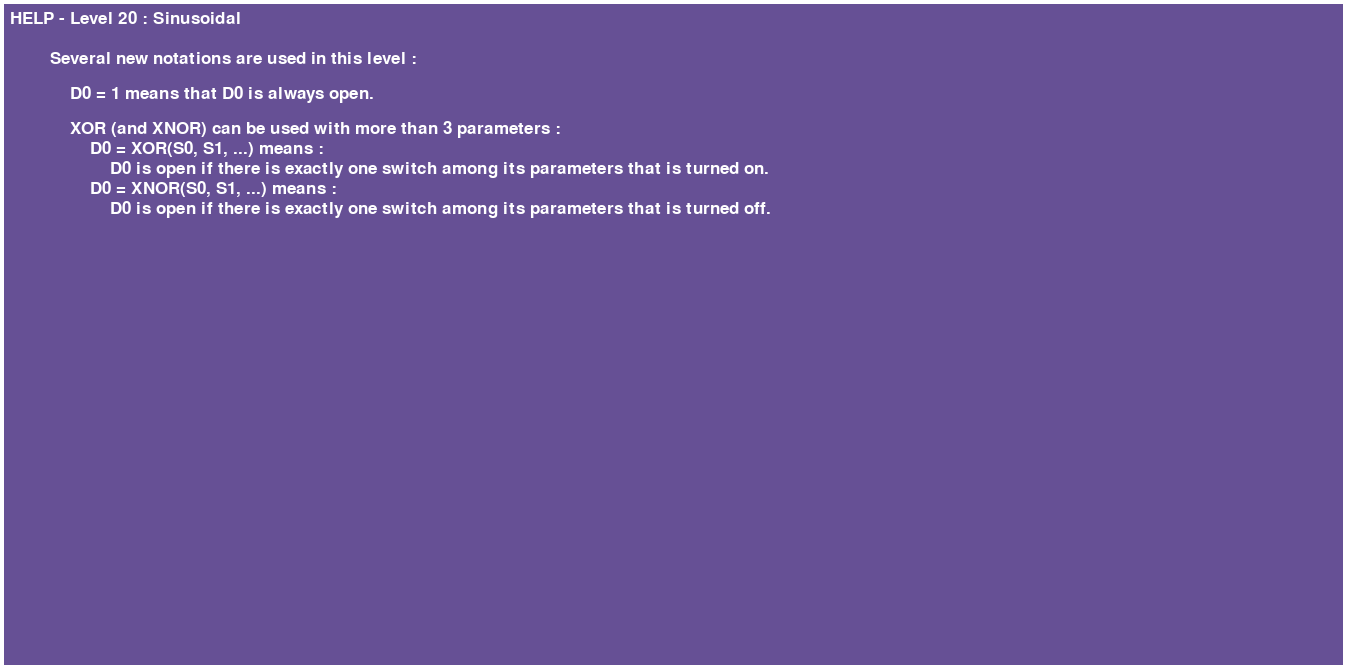 HELP - Level 20 : Sinusoidal
Several new notations are used in this level :
D0 = 1 means that D0 is always open.
XOR (and XNOR) can be used with more than 3 parameters :
D0 = XOR(S0, S1, ...) means :
D0 is open if there is exactly one switch among its parameters that is turned on.
D0 = XNOR(S0, S1, ...) means :
D0 is open if there is exactly one switch among its parameters that is turned off.